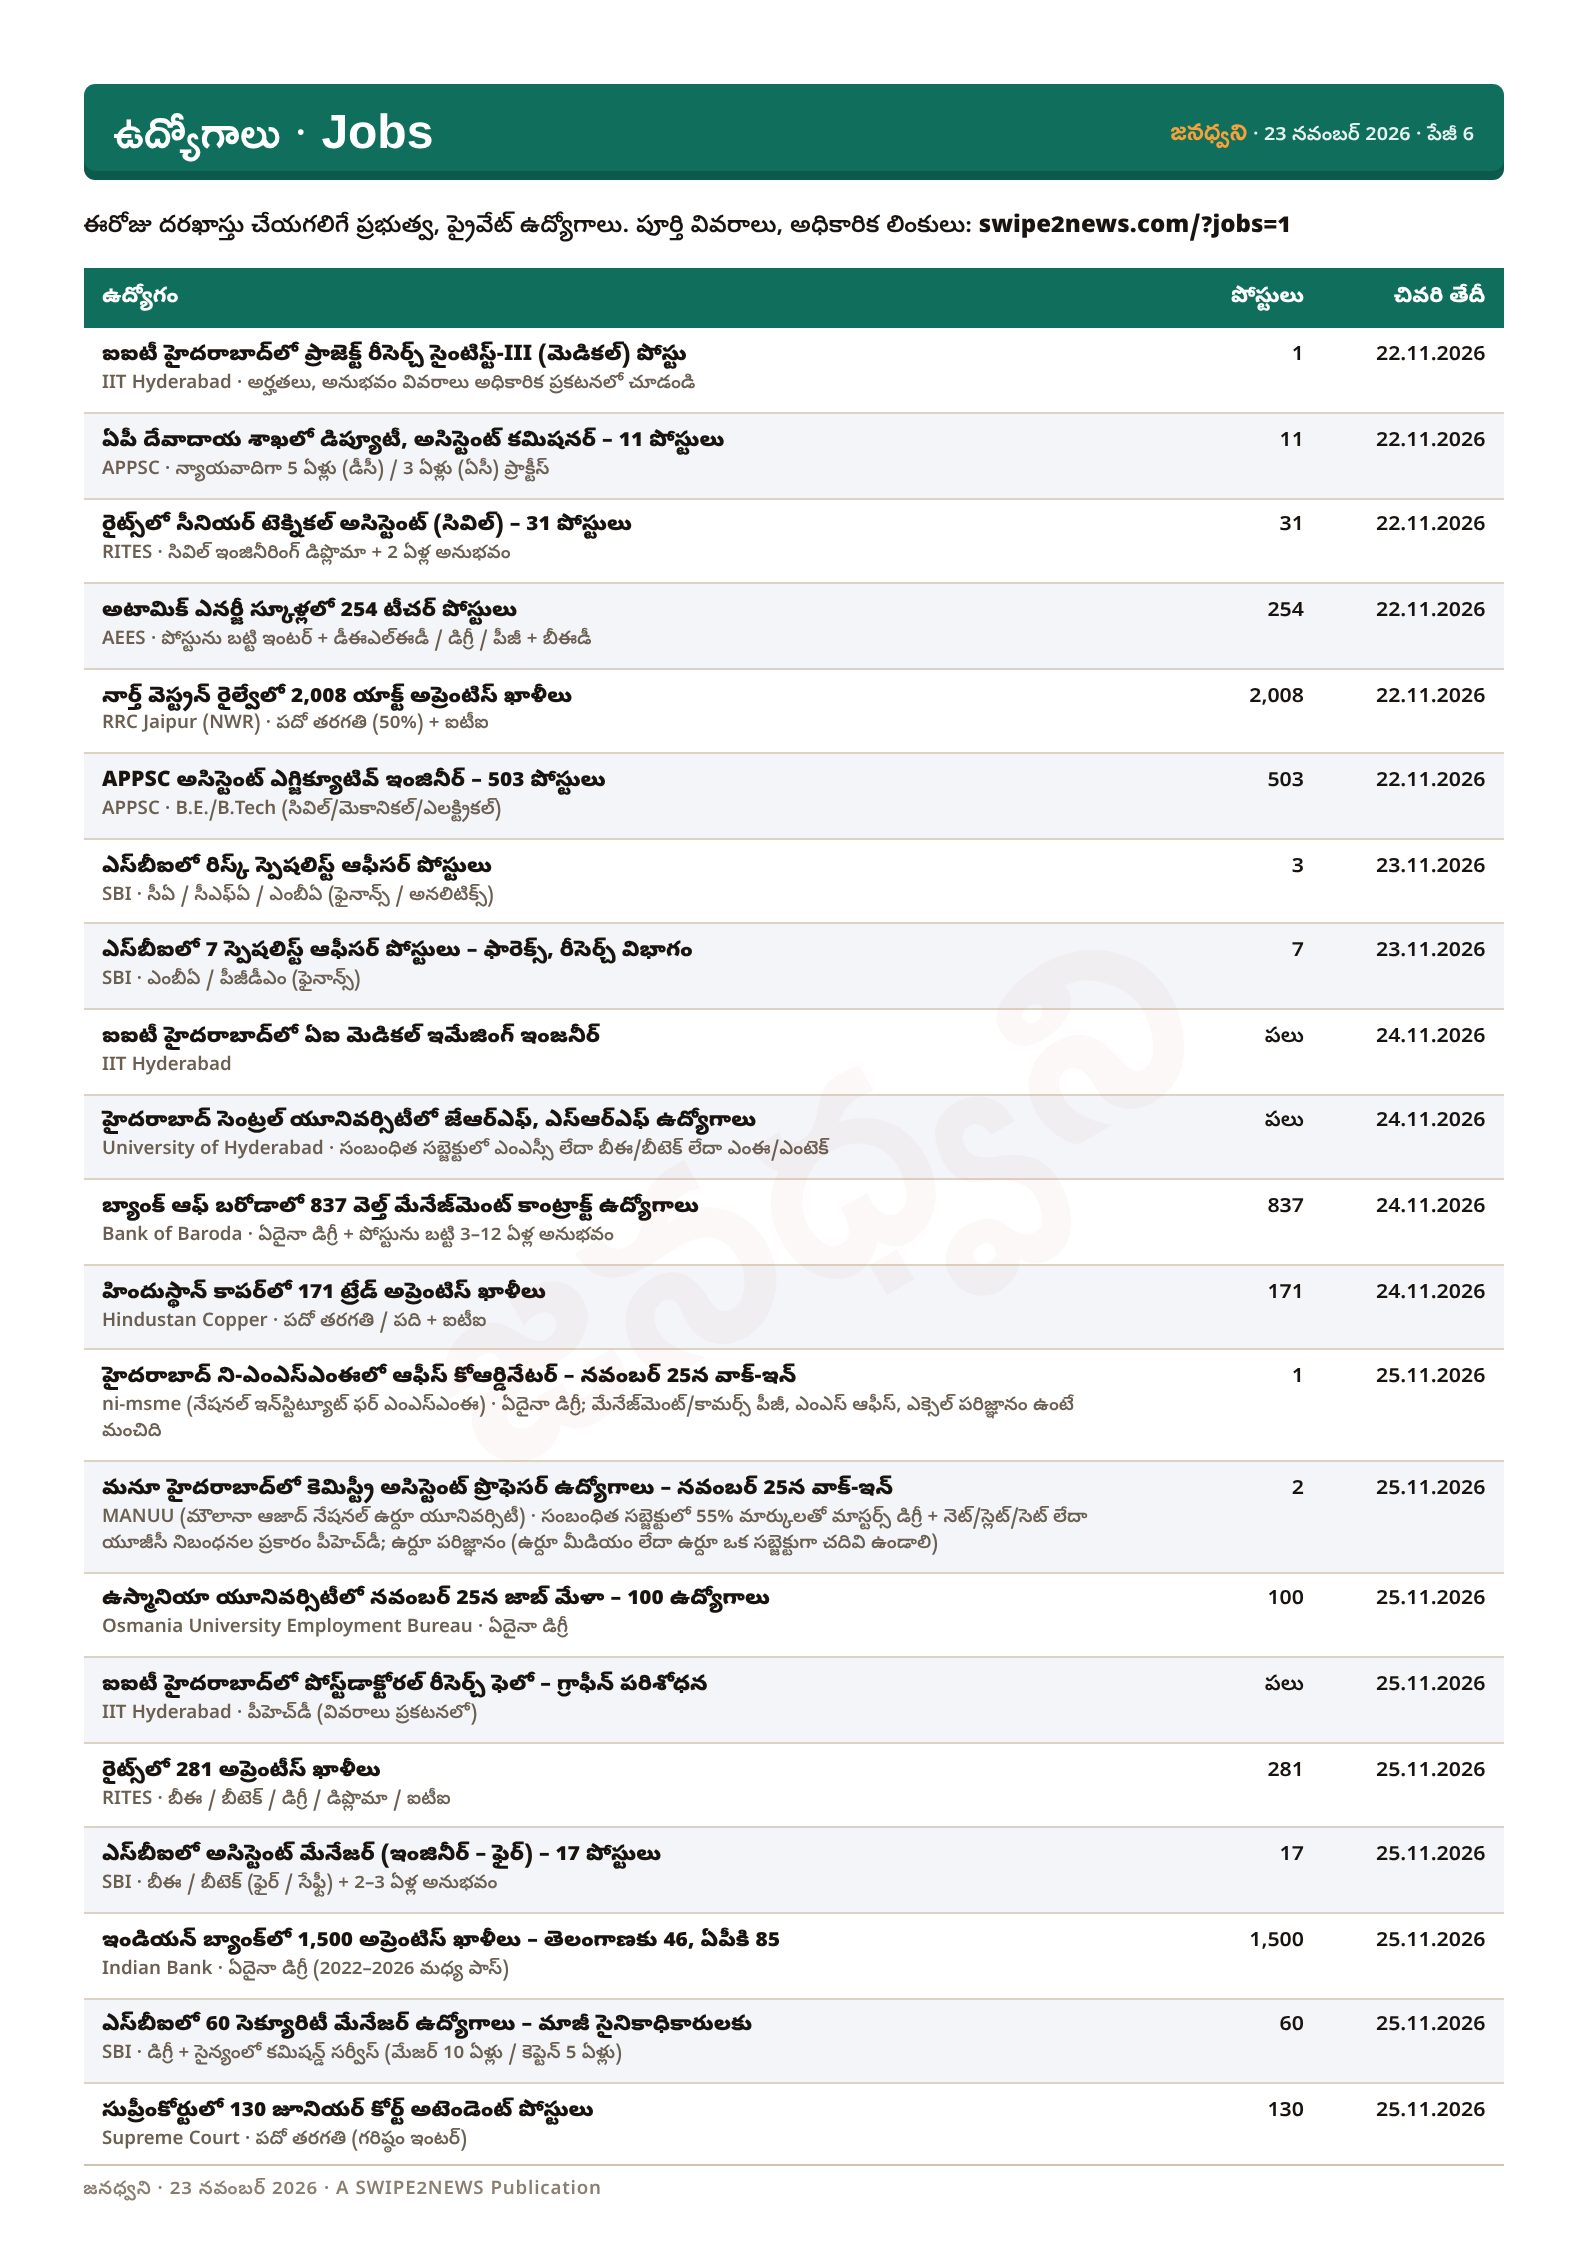 ఉద్యోగాలు · Jobs
జనధ్వని · 23 నవంబర్ 2026 · పేజీ 6
ఈరోజు దరఖాస్తు చేయగలిగే ప్రభుత్వ, ప్రైవేట్ ఉద్యోగాలు. పూర్తి వివరాలు, అధికారిక లింకులు: swipe2news.com/?jobs=1
ఉద్యోగం పోస్టులు చివరి తేదీ
ఐఐటీ హైదరాబాద్‌లో ప్రాజెక్ట్ రీసెర్చ్ సైంటిస్ట్-III (మెడికల్) పోస్టు 1 22.11.2026
IIT Hyderabad · అర్హతలు, అనుభవం వివరాలు అధికారిక ప్రకటనలో చూడండి
ఏపీ దేవాదాయ శాఖలో డిప్యూటీ, అసిస్టెంట్ కమిషనర్ – 11 పోస్టులు 11 22.11.2026
APPSC · న్యాయవాదిగా 5 ఏళ్లు (డీసీ) / 3 ఏళ్లు (ఏసీ) ప్రాక్టీస్
రైట్స్‌లో సీనియర్ టెక్నికల్ అసిస్టెంట్ (సివిల్) – 31 పోస్టులు 31 22.11.2026
RITES · సివిల్ ఇంజినీరింగ్ డిప్లొమా + 2 ఏళ్ల అనుభవం
అటామిక్ ఎనర్జీ స్కూళ్లలో 254 టీచర్ పోస్టులు 254 22.11.2026
AEES · పోస్టును బట్టి ఇంటర్ + డీఈఎల్ఈడీ / డిగ్రీ / పీజీ + బీఈడీ
నార్త్ వెస్ట్రన్ రైల్వేలో 2,008 యాక్ట్ అప్రెంటిస్ ఖాళీలు 2,008 22.11.2026
RRC Jaipur (NWR) · పదో తరగతి (50%) + ఐటీఐ
APPSC అసిస్టెంట్ ఎగ్జిక్యూటివ్ ఇంజినీర్ – 503 పోస్టులు 503 22.11.2026
APPSC · B.E./B.Tech (సివిల్/మెకానికల్/ఎలక్ట్రికల్)
ఎస్‌బీఐలో రిస్క్ స్పెషలిస్ట్ ఆఫీసర్ పోస్టులు 3 23.11.2026
SBI · సీఏ / సీఎఫ్ఏ / ఎంబీఏ (ఫైనాన్స్ / అనలిటిక్స్)
ఎస్‌బీఐలో 7 స్పెషలిస్ట్ ఆఫీసర్ పోస్టులు – ఫారెక్స్, రీసెర్చ్ విభాగం 7 23.11.2026
SBI · ఎంబీఏ / పీజీడీఎం (ఫైనాన్స్)
ఐఐటీ హైదరాబాద్‌లో ఏఐ మెడికల్ ఇమేజింగ్ ఇంజనీర్ పలు 24.11.2026
IIT Hyderabad
హైదరాబాద్ సెంట్రల్ యూనివర్సిటీలో జేఆర్ఎఫ్, ఎస్ఆర్ఎఫ్ ఉద్యోగాలు పలు 24.11.2026
University of Hyderabad · సంబంధిత సబ్జెక్టులో ఎంఎస్సీ లేదా బీఈ/బీటెక్ లేదా ఎంఈ/ఎంటెక్
బ్యాంక్ ఆఫ్ బరోడాలో 837 వెల్త్ మేనేజ్‌మెంట్ కాంట్రాక్ట్ ఉద్యోగాలు 837 24.11.2026
Bank of Baroda · ఏదైనా డిగ్రీ + పోస్టును బట్టి 3–12 ఏళ్ల అనుభవం
హిందుస్థాన్ కాపర్‌లో 171 ట్రేడ్ అప్రెంటిస్ ఖాళీలు 171 24.11.2026
Hindustan Copper · పదో తరగతి / పది + ఐటీఐ
హైదరాబాద్ ని-ఎంఎస్ఎంఈలో ఆఫీస్ కోఆర్డినేటర్ – నవంబర్ 25న వాక్-ఇన్ 1 25.11.2026
ni-msme (నేషనల్ ఇన్‌స్టిట్యూట్ ఫర్ ఎంఎస్ఎంఈ) · ఏదైనా డిగ్రీ; మేనేజ్‌మెంట్/కామర్స్ పీజీ, ఎంఎస్ ఆఫీస్, ఎక్సెల్ పరిజ్ఞానం ఉంటే
మంచిది
మనూ హైదరాబాద్‌లో కెమిస్ట్రీ అసిస్టెంట్ ప్రొఫెసర్ ఉద్యోగాలు – నవంబర్ 25న వాక్-ఇన్ 2 25.11.2026
MANUU (మౌలానా ఆజాద్ నేషనల్ ఉర్దూ యూనివర్సిటీ) · సంబంధిత సబ్జెక్టులో 55% మార్కులతో మాస్టర్స్ డిగ్రీ + నెట్/స్లెట్/సెట్ లేదా
యూజీసీ నిబంధనల ప్రకారం పీహెచ్‌డీ; ఉర్దూ పరిజ్ఞానం (ఉర్దూ మీడియం లేదా ఉర్దూ ఒక సబ్జెక్టుగా చదివి ఉండాలి)
ఉస్మానియా యూనివర్సిటీలో నవంబర్ 25న జాబ్ మేళా – 100 ఉద్యోగాలు 100 25.11.2026
Osmania University Employment Bureau · ఏదైనా డిగ్రీ
ఐఐటీ హైదరాబాద్‌లో పోస్ట్‌డాక్టోరల్ రీసెర్చ్ ఫెలో – గ్రాఫీన్ పరిశోధన పలు 25.11.2026
IIT Hyderabad · పీహెచ్‌డీ (వివరాలు ప్రకటనలో)
రైట్స్‌లో 281 అప్రెంటీస్ ఖాళీలు 281 25.11.2026
RITES · బీఈ / బీటెక్ / డిగ్రీ / డిప్లొమా / ఐటీఐ
ఎస్‌బీఐలో అసిస్టెంట్ మేనేజర్ (ఇంజినీర్ – ఫైర్) – 17 పోస్టులు 17 25.11.2026
SBI · బీఈ / బీటెక్ (ఫైర్ / సేఫ్టీ) + 2–3 ఏళ్ల అనుభవం
ఇండియన్ బ్యాంక్‌లో 1,500 అప్రెంటిస్ ఖాళీలు – తెలంగాణకు 46, ఏపీకి 85 1,500 25.11.2026
Indian Bank · ఏదైనా డిగ్రీ (2022–2026 మధ్య పాస్)
ఎస్‌బీఐలో 60 సెక్యూరిటీ మేనేజర్ ఉద్యోగాలు – మాజీ సైనికాధికారులకు 60 25.11.2026
SBI · డిగ్రీ + సైన్యంలో కమిషన్డ్ సర్వీస్ (మేజర్ 10 ఏళ్లు / కెప్టెన్ 5 ఏళ్లు)
సుప్రీంకోర్టులో 130 జూనియర్ కోర్ట్ అటెండెంట్ పోస్టులు 130 25.11.2026
Supreme Court · పదో తరగతి (గరిష్ఠం ఇంటర్)
జనధ్వని · 23 నవంబర్ 2026 · A SWIPE2NEWS Publication
జనధ్వని